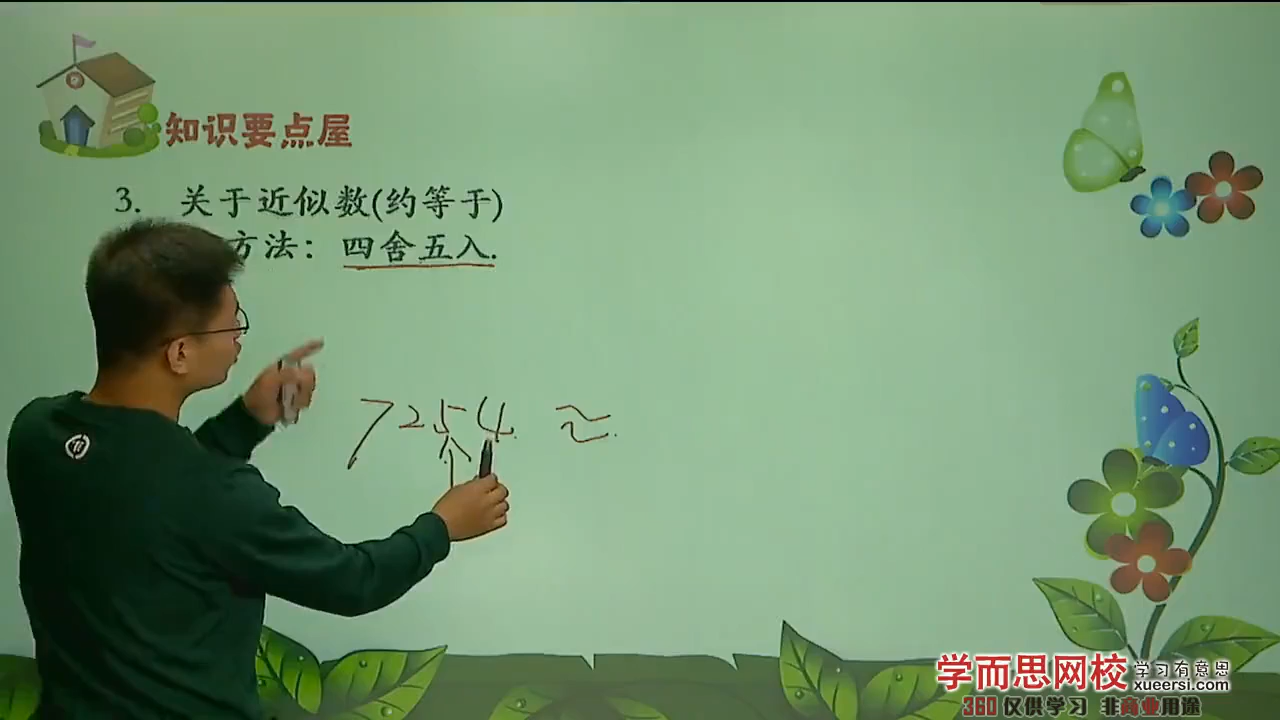 知识要点屋
3. 关于近似数(约等于)
方法：四舍五入.
7254 ≈
学而思网校 学习有意思
xueersi.com
360 仅供学习 非商业用途